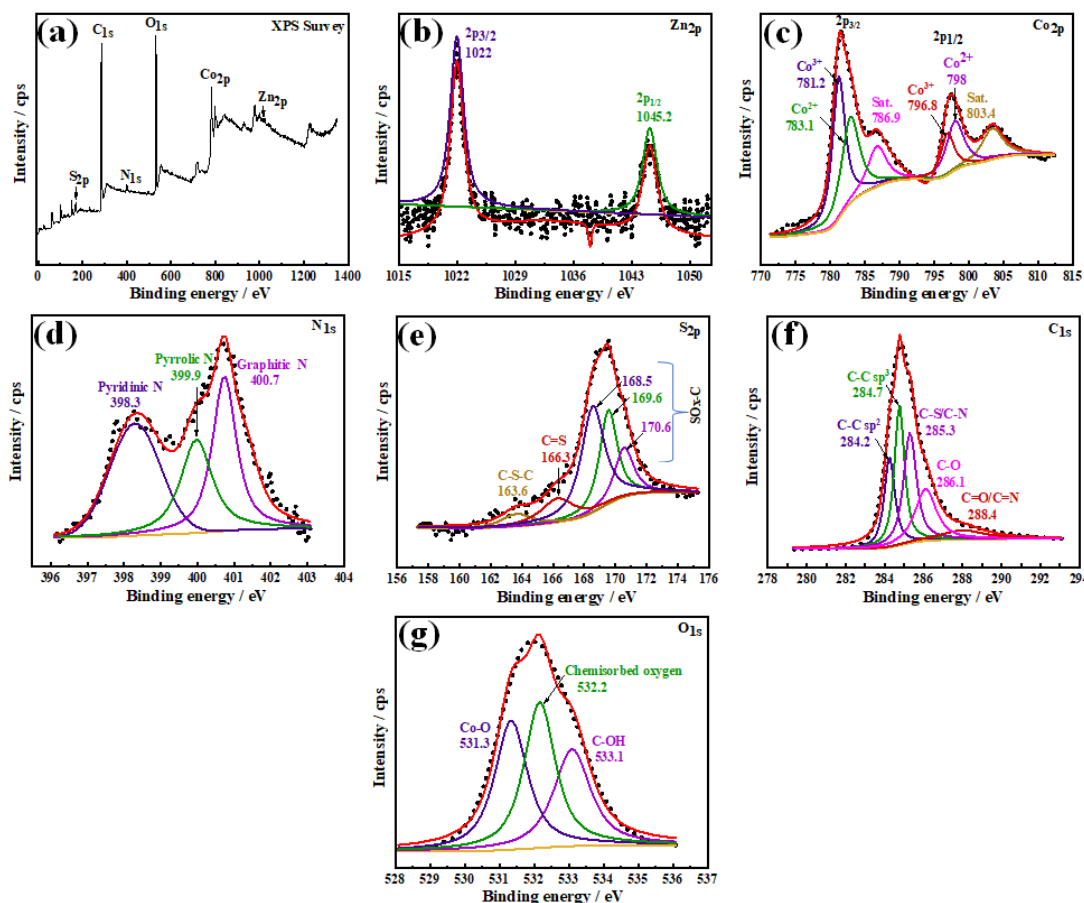 (a)
XPS Survey
C1s
O1s
Co2p
Zn2p
S2p
N1s
Intensity / cps
0 200 400 600 800 1000 1200 1400
Binding energy / eV
(b)
Zn2p
2p3/2
1022
2p1/2
1045.2
Intensity / cps
1015 1022 1029 1036 1043 1050
Binding energy / eV
(c)
Co2p
2p3/2
2p1/2
Co3+
781.2
Co2+
783.1
Sat.
786.9
Co3+
796.8
Co2+
798
Sat.
803.4
Intensity / cps
770 775 780 785 790 795 800 805 810 815
Binding energy / eV
(d)
N1s
Pyridinic N
398.3
Pyrrolic N
399.9
Graphitic N
400.7
Intensity / cps
396 397 398 399 400 401 402 403 404
Binding energy / eV
(e)
S2p
C-S-C
163.6
C=S
166.3
168.5
169.6
170.6
SOx-C
Intensity / cps
156 158 160 162 164 166 168 170 172 174 176
Binding energy / eV
(f)
C1s
C-C sp3
284.7
C-C sp2
284.2
C-S/C-N
285.3
C-O
286.1
C=O/C=N
288.4
Intensity / cps
278 280 282 284 286 288 290 292 294
Binding energy / eV
(g)
O1s
Co-O
531.3
Chemisorbed oxygen
532.2
C-OH
533.1
Intensity / cps
528 529 530 531 532 533 534 535 536 537
Binding energy / eV